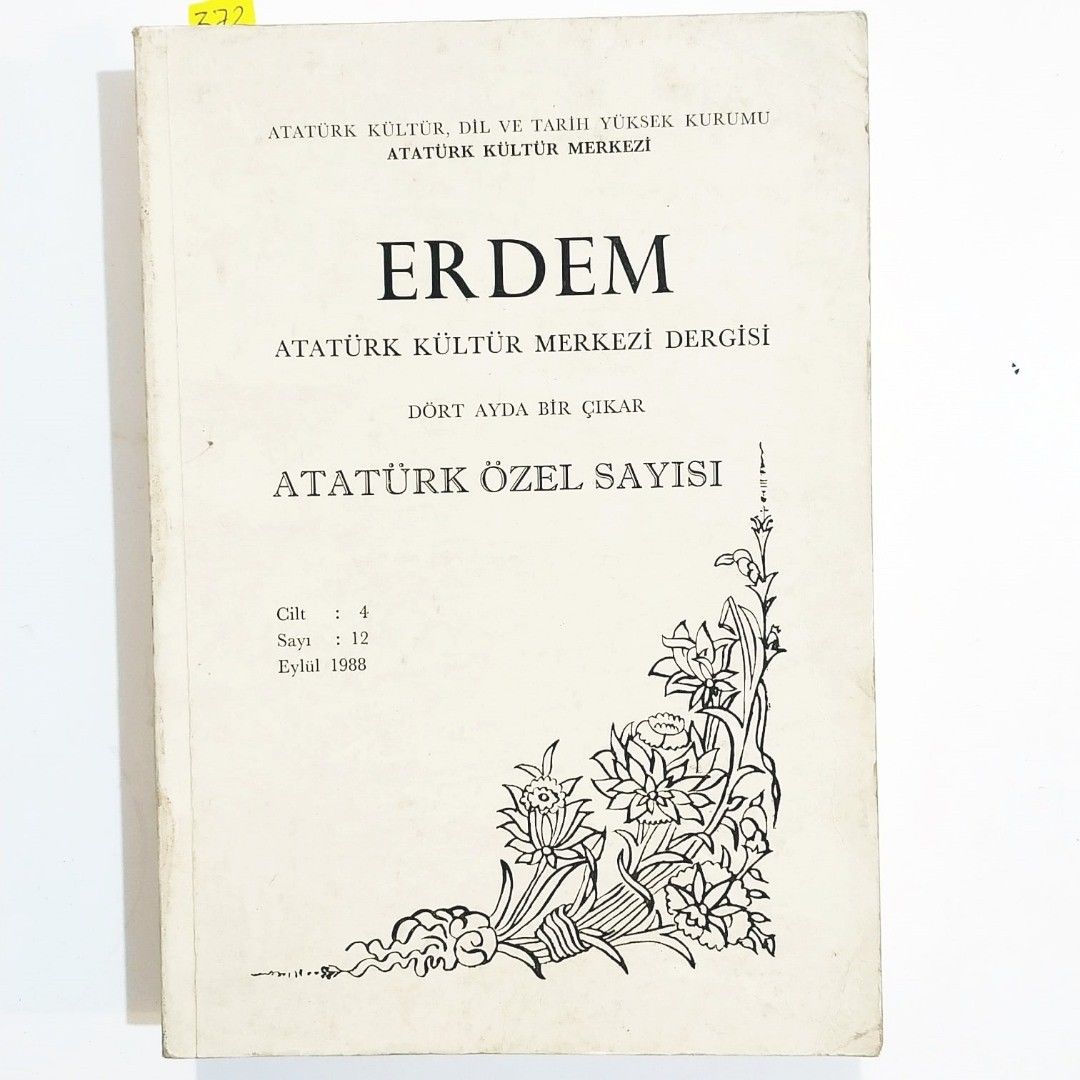 372
ATATÜRK KÜLTÜR, DİL VE TARİH YÜKSEK KURUMU
ATATÜRK KÜLTÜR MERKEZİ
ERDEM
ATATÜRK KÜLTÜR MERKEZİ DERGİSİ
DÖRT AYDA BİR ÇIKAR
ATATÜRK ÖZEL SAYISI
Cilt : 4
Sayı : 12
Eylül 1988